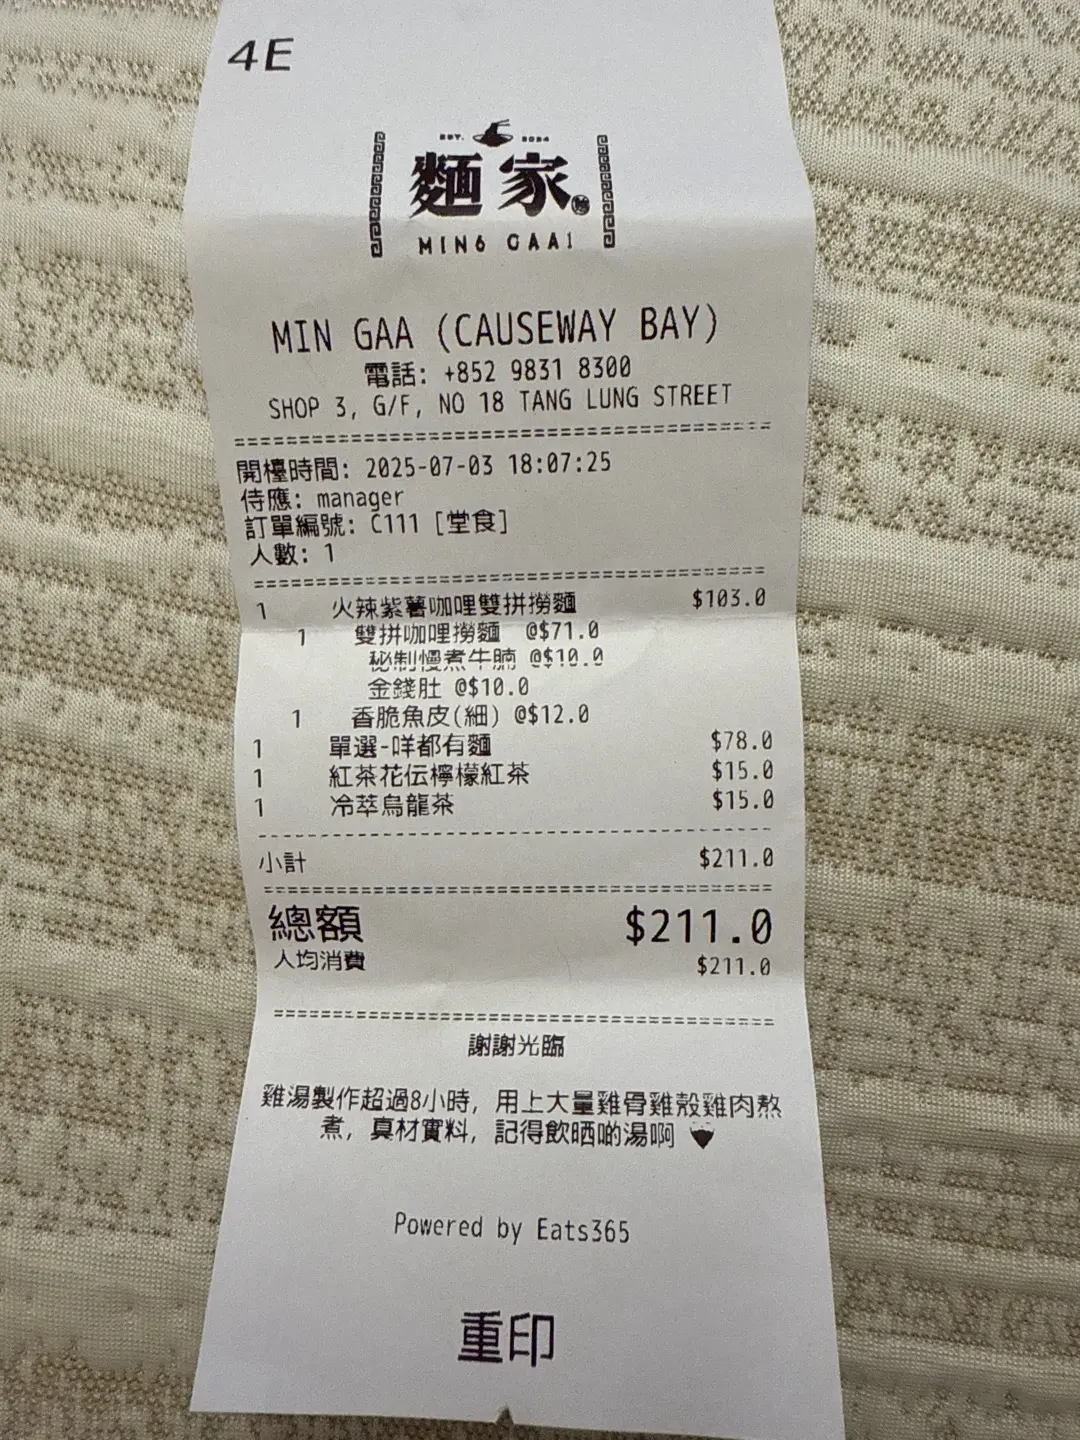 4E
EST. 2024
麵家
MING GAA!
MIN GAA (CAUSEWAY BAY)
電話: +852 9831 8300
SHOP 3, G/F, NO 18 TANG LUNG STREET
開檯時間: 2025-07-03 18:07:25
侍應: manager
訂單編號: C111 [堂食]
人數: 1
1 火辣紫薯咖哩雙拼撈麵 $103.0
1 雙拼咖哩撈麵 @$71.0
秘制慢煮牛腩 @$10.0
金錢肚 @$10.0
1 香脆魚皮(細) @$12.0
1 單選-咩都有麵 $78.0
1 紅茶花伝檸檬紅茶 $15.0
1 冷萃烏龍茶 $15.0
小計 $211.0
總額 $211.0
人均消費 $211.0
謝謝光臨
雞湯製作超過8小時, 用上大量雞骨雞殼雞肉熬
煮, 真材實料, 記得飲晒啲湯啊
Powered by Eats365
重印